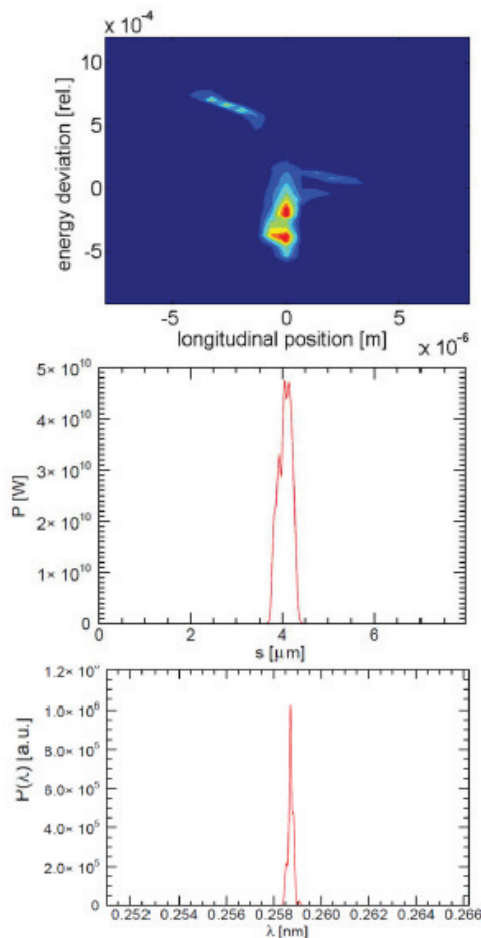 x 10⁻⁴
10
5
0
-5
energy deviation [rel.]
-5 0 5
longitudinal position [m]
x 10⁻⁶
5× 10¹⁰
4× 10¹⁰
3× 10¹⁰
2× 10¹⁰
1× 10¹⁰
0
P [W]
0 2 4 6
s [μm]
1.0× 10⁶
8.0× 10⁵
6.0× 10⁵
4.0× 10⁵
2.0× 10⁵
0
P(λ) [a.u.]
0.252 0.254 0.256 0.258 0.260 0.262 0.264 0.266
λ [nm]